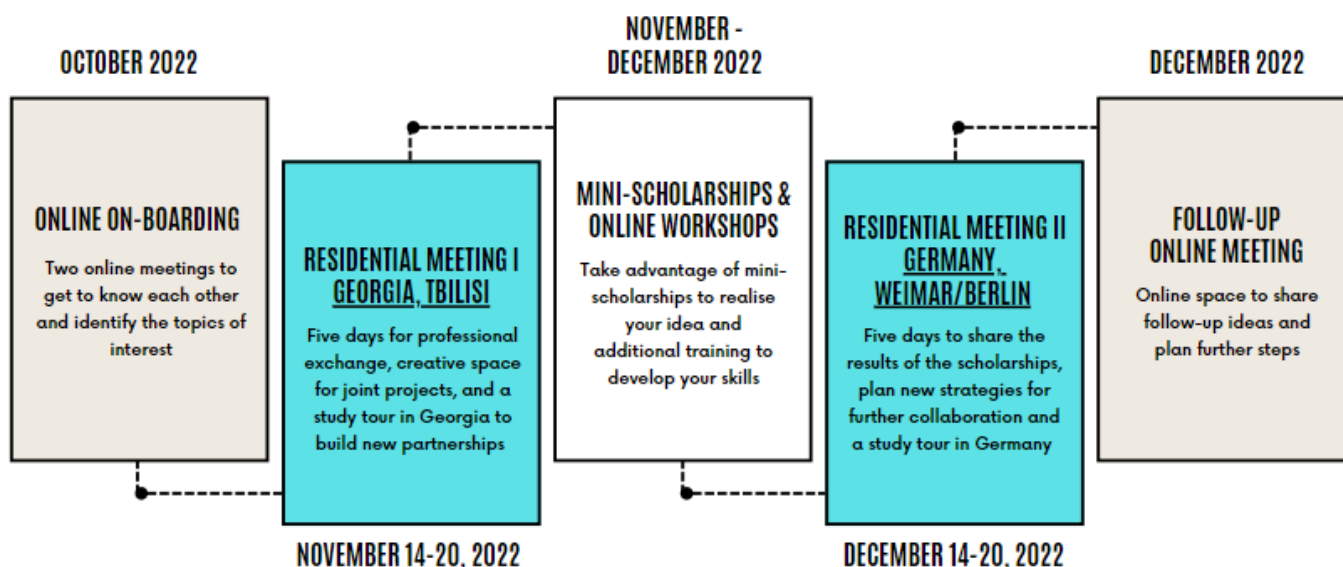 OCTOBER 2022
ONLINE ON-BOARDING
Two online meetings to
get to know each other
and identify the topics of
interest
RESIDENTIAL MEETING I
GEORGIA, TBILISI
Five days for professional
exchange, creative space
for joint projects, and a
study tour in Georgia to
build new partnerships
NOVEMBER 14-20, 2022
NOVEMBER -
DECEMBER 2022
MINI-SCHOLARSHIPS &
ONLINE WORKSHOPS
Take advantage of mini-
scholarships to realise
your idea and
additional training to
develop your skills
RESIDENTIAL MEETING II
GERMANY,
WEIMAR/BERLIN
Five days to share the
results of the scholarships,
plan new strategies for
further collaboration and
a study tour in Germany
DECEMBER 14-20, 2022
DECEMBER 2022
FOLLOW-UP
ONLINE MEETING
Online space to share
follow-up ideas and
plan further steps